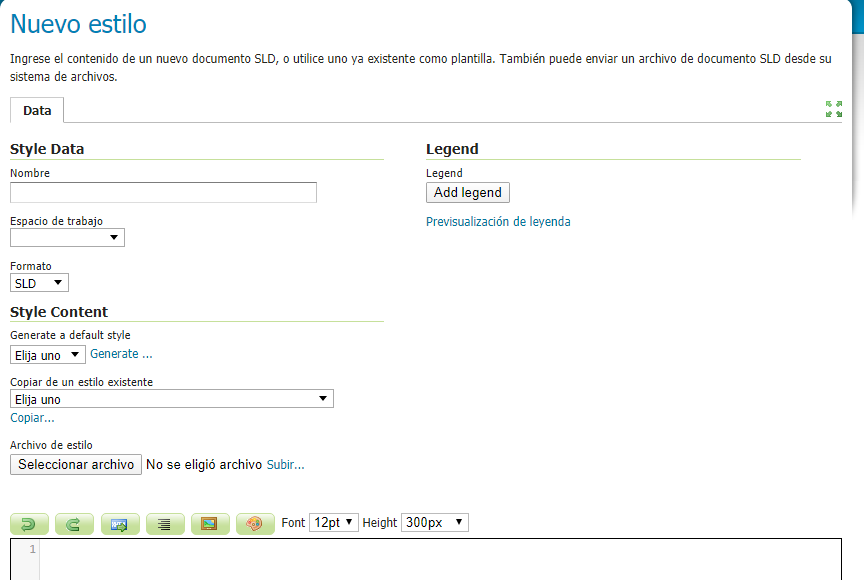 Nuevo estilo
Ingrese el contenido de un nuevo documento SLD, o utilice uno ya existente como plantilla. También puede enviar un archivo de documento SLD desde su
sistema de archivos.
Data
Style Data
Nombre
Espacio de trabajo
Formato
SLD
Style Content
Generate a default style
Elija uno Generate ...
Copiar de un estilo existente
Elija uno
Copiar...
Archivo de estilo
Seleccionar archivo No se eligió archivo Subir...
Legend
Legend
Add legend
Previsualización de leyenda
Font 12pt Height 300px
1